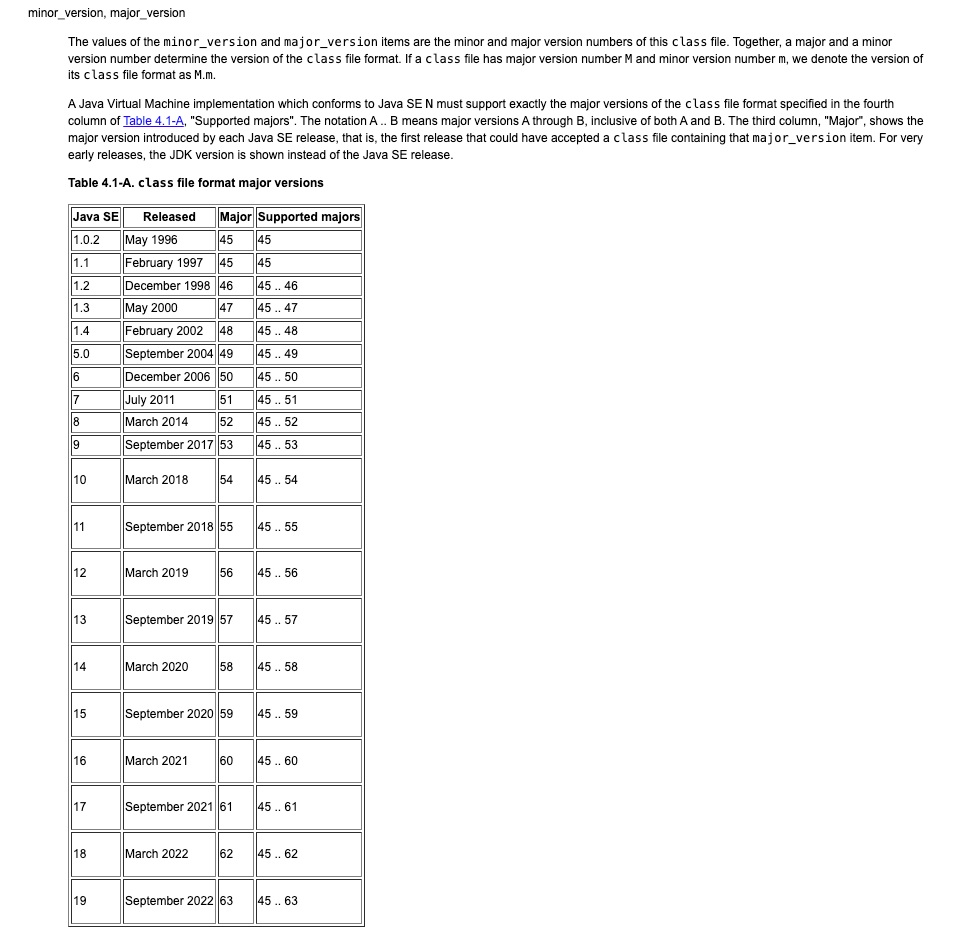 minor_version, major_version
The values of the minor_version and major_version items are the minor and major version numbers of this class file. Together, a major and a minor
version number determine the version of the class file format. If a class file has major version number M and minor version number m, we denote the version of
its class file format as M.m.
A Java Virtual Machine implementation which conforms to Java SE N must support exactly the major versions of the class file format specified in the fourth
column of Table 4.1-A, "Supported majors". The notation A .. B means major versions A through B, inclusive of both A and B. The third column, "Major", shows the
major version introduced by each Java SE release, that is, the first release that could have accepted a class file containing that major_version item. For very
early releases, the JDK version is shown instead of the Java SE release.
Table 4.1-A. class file format major versions
Java SE Released Major Supported majors
1.0.2 May 1996 45 45
1.1 February 1997 45 45
1.2 December 1998 46 45 .. 46
1.3 May 2000 47 45 .. 47
1.4 February 2002 48 45 .. 48
5.0 September 2004 49 45 .. 49
6 December 2006 50 45 .. 50
7 July 2011 51 45 .. 51
8 March 2014 52 45 .. 52
9 September 2017 53 45 .. 53
10 March 2018 54 45 .. 54
11 September 2018 55 45 .. 55
12 March 2019 56 45 .. 56
13 September 2019 57 45 .. 57
14 March 2020 58 45 .. 58
15 September 2020 59 45 .. 59
16 March 2021 60 45 .. 60
17 September 2021 61 45 .. 61
18 March 2022 62 45 .. 62
19 September 2022 63 45 .. 63